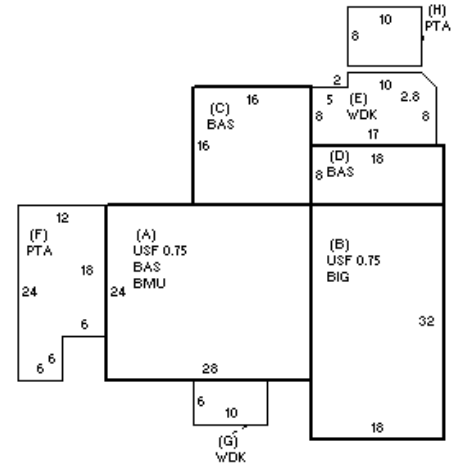 10
(H)
PTA
8
2
10
5
(E)
2.8
WDK
8
8
17
16
(C)
BAS
16
(D)
18
8
BAS
12
(F)
PTA
18
24
6
6
6
(A)
USF 0.75
BAS
BMU
24
28
(B)
USF 0.75
BIG
32
18
6
10
(G)
WDK